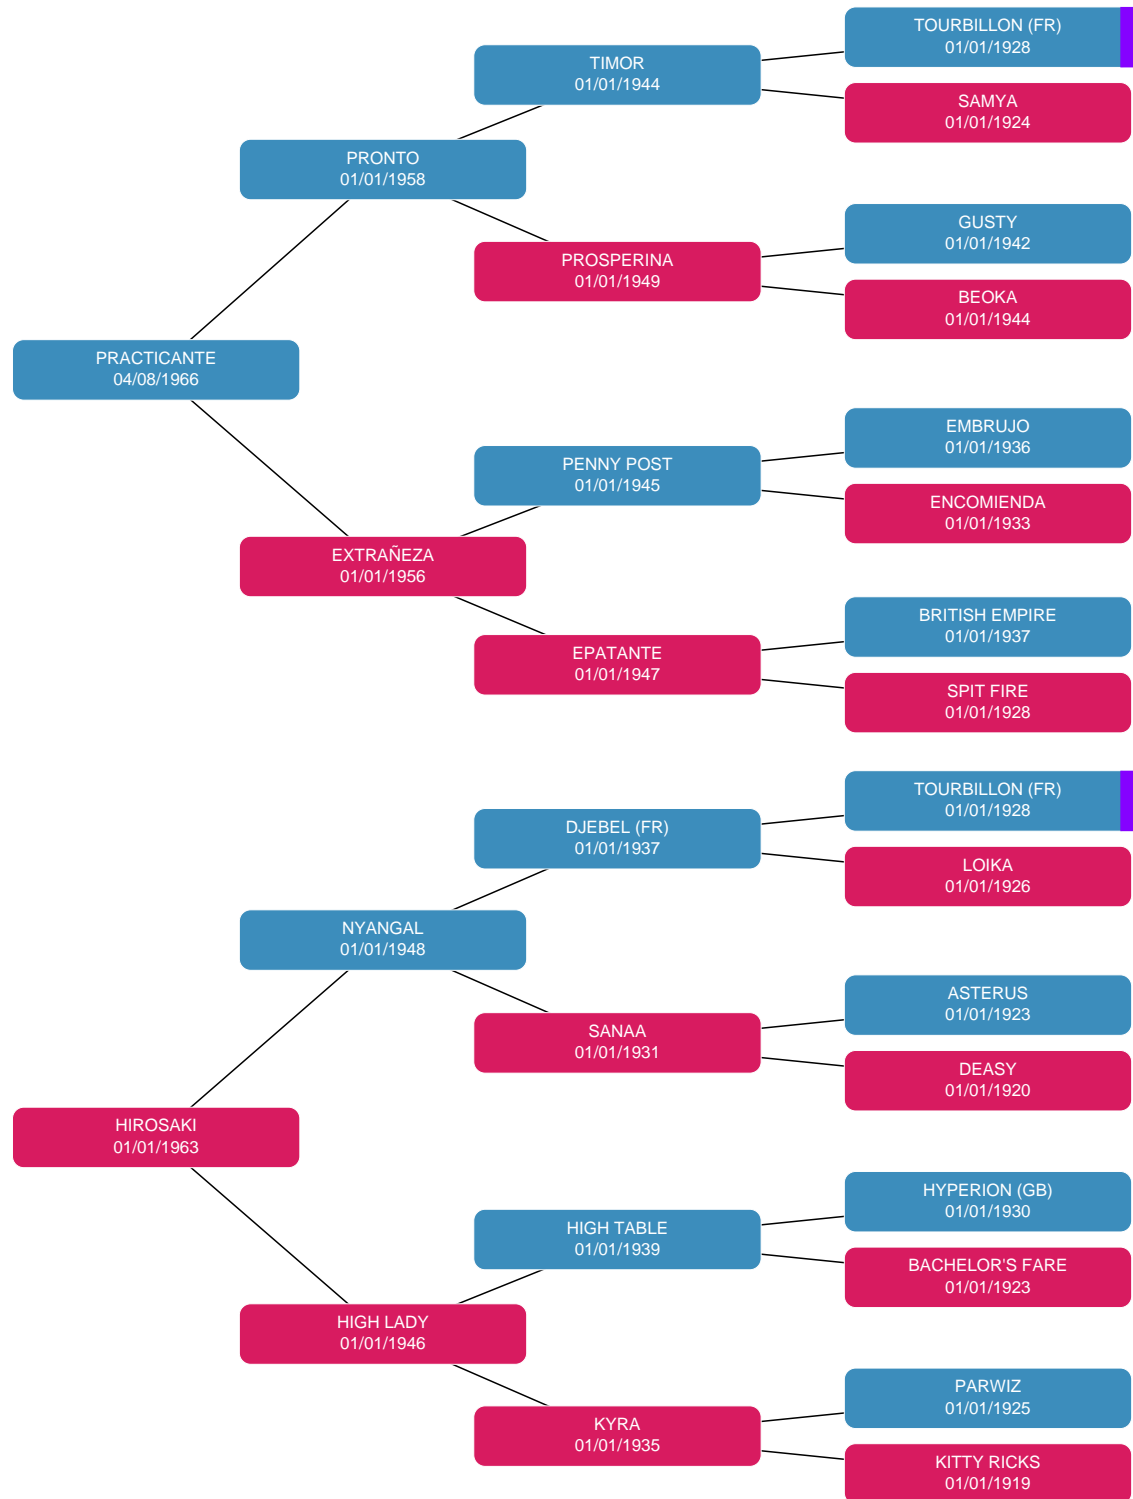 TOURBILLON (FR)
01/01/1928
TIMOR
01/01/1944
SAMYA
01/01/1924
PRONTO
01/01/1958
GUSTY
01/01/1942
PROSPERINA
01/01/1949
BEOKA
01/01/1944
PRACTICANTE
04/08/1966
EMBRUJO
01/01/1936
PENNY POST
01/01/1945
ENCOMIENDA
01/01/1933
EXTRAÑEZA
01/01/1956
BRITISH EMPIRE
01/01/1937
EPATANTE
01/01/1947
SPIT FIRE
01/01/1928
TOURBILLON (FR)
01/01/1928
DJEBEL (FR)
01/01/1937
LOIKA
01/01/1926
NYANGAL
01/01/1948
ASTERUS
01/01/1923
SANAA
01/01/1931
DEASY
01/01/1920
HIROSAKI
01/01/1963
HYPERION (GB)
01/01/1930
HIGH TABLE
01/01/1939
BACHELOR'S FARE
01/01/1923
HIGH LADY
01/01/1946
PARWIZ
01/01/1925
KYRA
01/01/1935
KITTY RICKS
01/01/1919